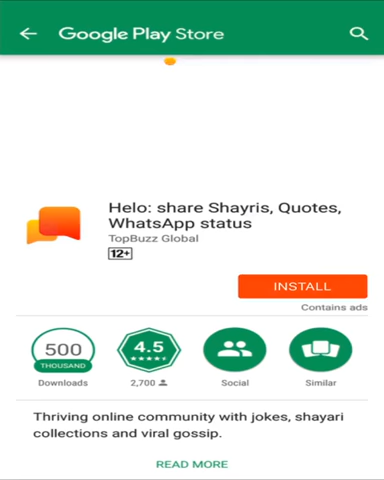 Google Play Store
Helo: share Shayris, Quotes,
WhatsApp status
TopBuzz Global
12+
INSTALL
Contains ads
500
THOUSAND
Downloads
4.5
2,700
Social
Similar
Thriving online community with jokes, shayari
collections and viral gossip.
READ MORE